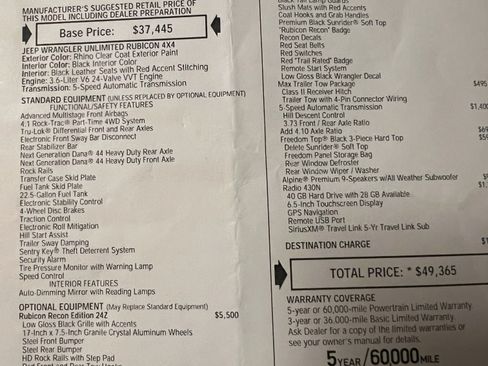 MANUFACTURER'S SUGGESTED RETAIL PRICE OF
THIS MODEL INCLUDING DEALER PREPARATION
Base Price: $37,445
JEEP WRANGLER UNLIMITED RUBICON 4X4
Exterior Color: Rhino Clear Coat Exterior Paint
Interior Color: Black Interior Color
Interior: Black Leather Seats with Red Accent Stitching
Engine: 3.6-Liter V6 24-Valve VVT Engine
Transmission: 5-Speed Automatic Transmission
STANDARD EQUIPMENT (UNLESS REPLACED BY OPTIONAL EQUIPMENT)
FUNCTIONAL/SAFETY FEATURES
Advanced Multistage Front Airbags
4:1 Rock-Trac® Part-Time 4WD System
Tru-Lok® Differential Front and Rear Axles
Electronic Front Sway Bar Disconnect
Rear Stabilizer Bar
Next Generation Dana® 44 Heavy Duty Rear Axle
Next Generation Dana® 44 Heavy Duty Front Axle
Rock Rails
Transfer Case Skid Plate
Fuel Tank Skid Plate
22.5-Gallon Fuel Tank
Electronic Stability Control
4-Wheel Disc Brakes
Traction Control
Electronic Roll Mitigation
Hill Start Assist
Trailer Sway Damping
Sentry Key® Theft Deterrent System
Security Alarm
Tire Pressure Monitor with Warning Lamp
Speed Control
INTERIOR FEATURES
Auto-Dimming Mirror with Reading Lamps
OPTIONAL EQUIPMENT (May Replace Standard Equipment)
Rubicon Recon Edition 24Z $5,500
Low Gloss Black Grille with Accents
17-Inch x 7.5-Inch Granite Crystal Aluminum Wheels
Steel Front Bumper
Steel Rear Bumper
HD Rock Rails with Step Pad
Slush Mats with Red Accents
Coal Hooks and Grab Handles
Premium Black Sunrider® Soft Top
"Rubicon Recon" Badge
Recon Decals
Red Seat Belts
Red Switches
Red "Trail Rated" Badge
Remote Start System
Low Gloss Black Wrangler Decal
Max Trailer Tow Package $495
Class II Receiver Hitch
Trailer Tow with 4-Pin Connector Wiring
5-Speed Automatic Transmission $1,40
Hill Descent Control
3.73 Front / Rear Axle Ratio
Add 4.10 Axle Ratio $69
Freedom Top® Black 3-Piece Hard Top
Delete Sunrider® Soft Top
Freedom Panel Storage Bag
Rear Window Defroster
Rear Window Wiper / Washer
Alpine® Premium 9-Speakers w/All Weather Subwoofer
Radio 430N
40 GB Hard Drive with 28 GB Available
6.5-Inch Touchscreen Display
GPS Navigation
Remote USB Port
SiriusXM® Travel Link 5-Yr Travel Link Sub
DESTINATION CHARGE
TOTAL PRICE: * $49,365
WARRANTY COVERAGE
5-year or 60,000-mile Powertrain Limited Warranty.
3-year or 36,000-mile Basic Limited Warranty.
Ask Dealer for a copy of the limited warranties or
see your owner's manual for details.
5 YEAR/60,000 MILE